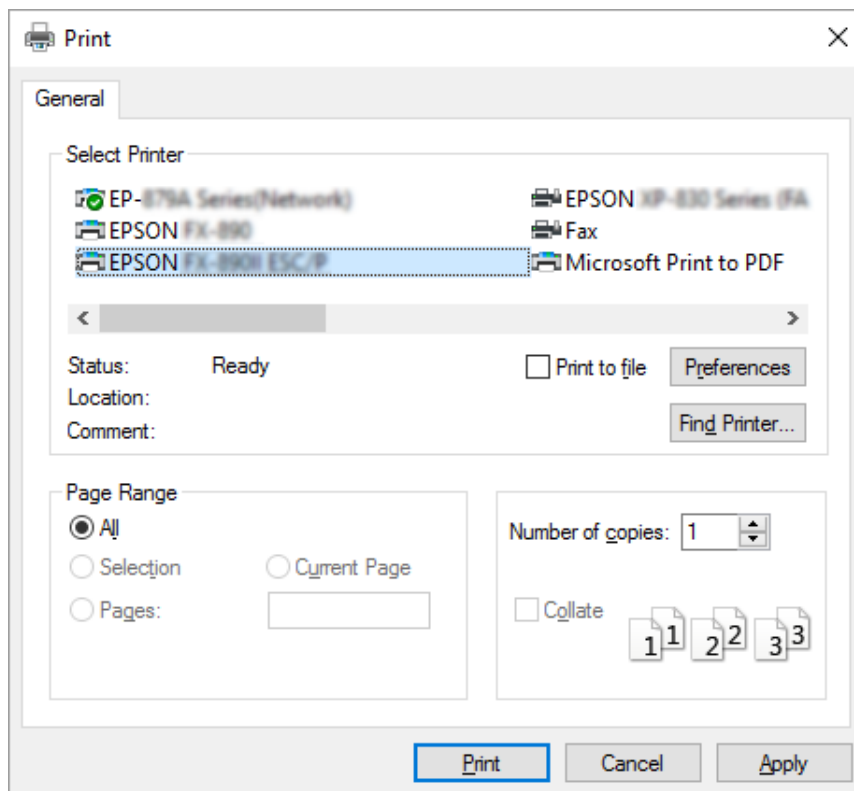 Print
General
Select Printer
EP-
EPSON
EPSON
EPSON
Fax
Microsoft Print to PDF
Status: Ready
Print to file
Preferences
Location:
Comment:
Find Printer...
Page Range
All
Selection
Current Page
Pages:
Number of copies: 1
Collate
1 1 2 2 3 3
Print
Cancel
Apply